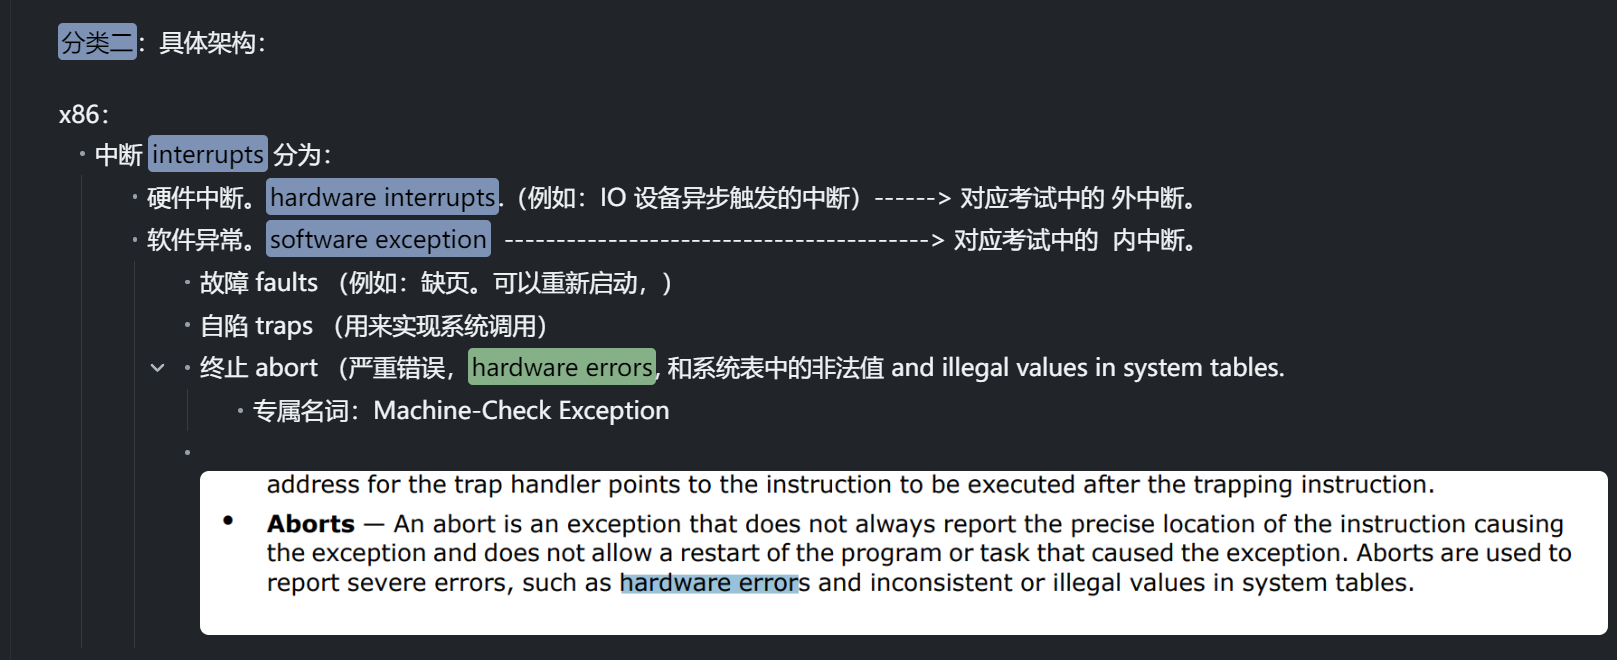 分类二：具体架构：
x86：
• 中断 interrupts 分为：
• 硬件中断。hardware interrupts.（例如：IO 设备异步触发的中断）------> 对应考试中的 外中断。
• 软件异常。software exception -----------------------------------------> 对应考试中的 内中断。
• 故障 faults （例如：缺页。可以重新启动，）
• 自陷 traps （用来实现系统调用）
• 终止 abort （严重错误，hardware errors, 和系统表中的非法值 and illegal values in system tables.
• 专属名词：Machine-Check Exception
•
address for the trap handler points to the instruction to be executed after the trapping instruction.
• Aborts — An abort is an exception that does not always report the precise location of the instruction causing
the exception and does not allow a restart of the program or task that caused the exception. Aborts are used to
report severe errors, such as hardware errors and inconsistent or illegal values in system tables.